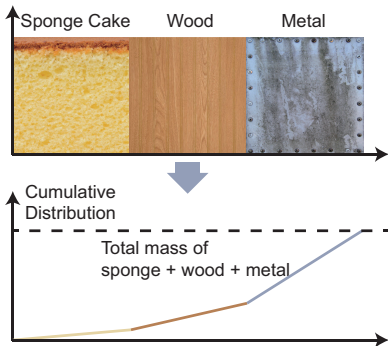 Sponge Cake Wood Metal
Cumulative
Distribution
Total mass of
sponge + wood + metal